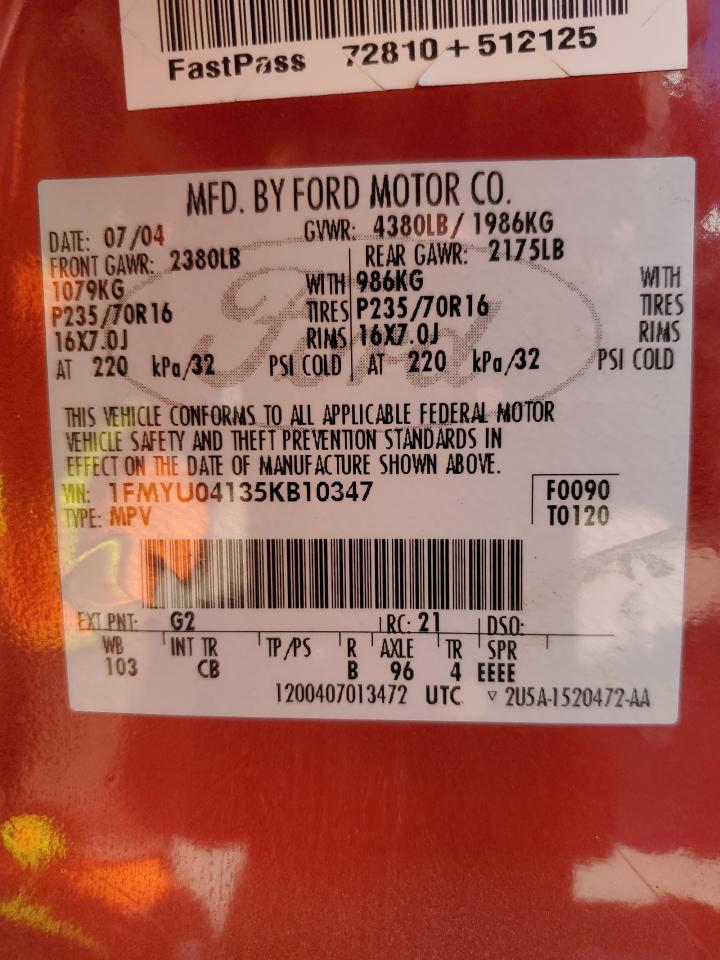 FastPass 72810+512125
MFD. BY FORD MOTOR CO.
DATE: 07/04 GVWR: 4380LB/ 1986KG
FRONT GAWR: 2380LB REAR GAWR: 2175LB
1079KG WITH 986KG WITH
P235/70R16 TIRES P235/70R16 TIRES
16X7.0J RIMS 16X7.0J RIMS
AT 220 kPa/32 PSI COLD AT 220 kPa/32 PSI COLD
Ford
THIS VEHICLE CONFORMS TO ALL APPLICABLE FEDERAL MOTOR
VEHICLE SAFETY AND THEFT PREVENTION STANDARDS IN
EFFECT ON THE DATE OF MANUFACTURE SHOWN ABOVE.
VIN: 1FMYU04135KB10347 F0090
TYPE: MPV T0120
EXT PNT: G2 RC: 21 DSO:
WB INT TR TP/PS R AXLE TR SPR
103 CB B 96 4 EEEE
1200407013472 UTC ▽ 2U5A-1520472-AA